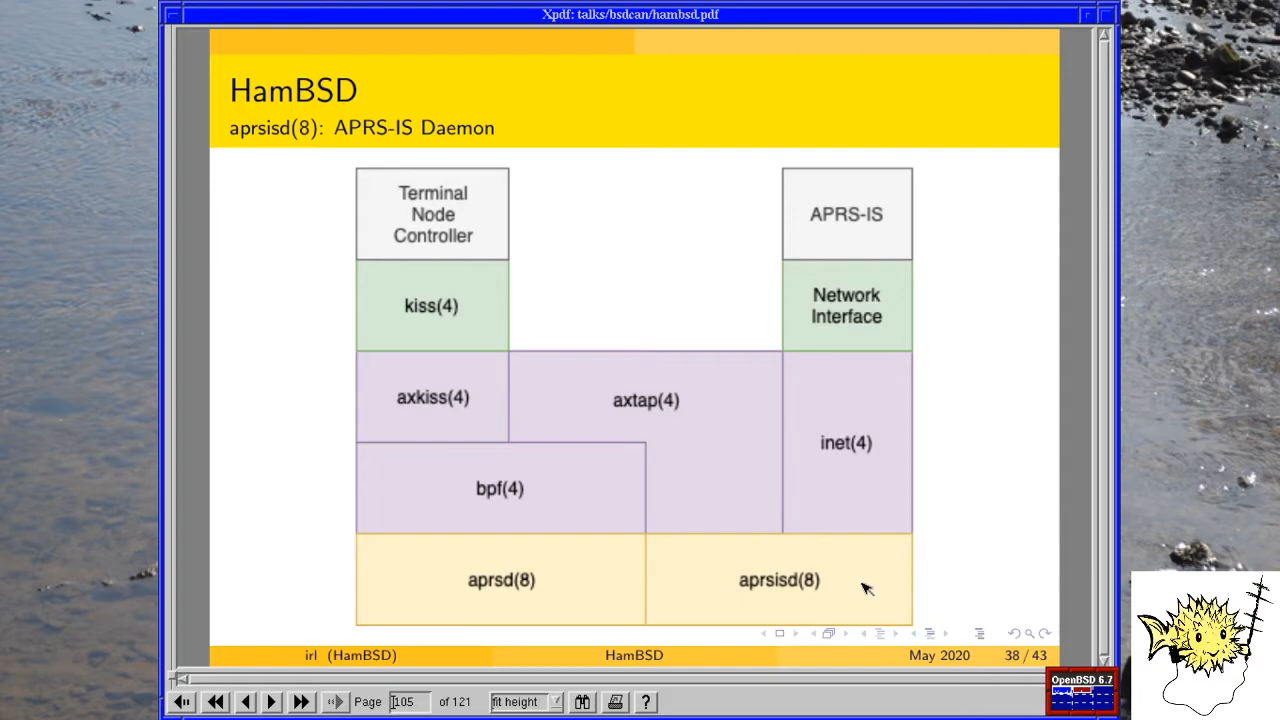 Xpdf: talks/bsdcan/hambsd.pdf
HamBSD
aprsisd(8): APRS-IS Daemon
Terminal
Node
Controller
APRS-IS
kiss(4)
Network
Interface
axkiss(4)
axtap(4)
inet(4)
bpf(4)
aprsd(8)
aprsisd(8)
irl (HamBSD)
HamBSD
May 2020
38 / 43
Page 105 of 121
fit height
?
OpenBSD 6.7